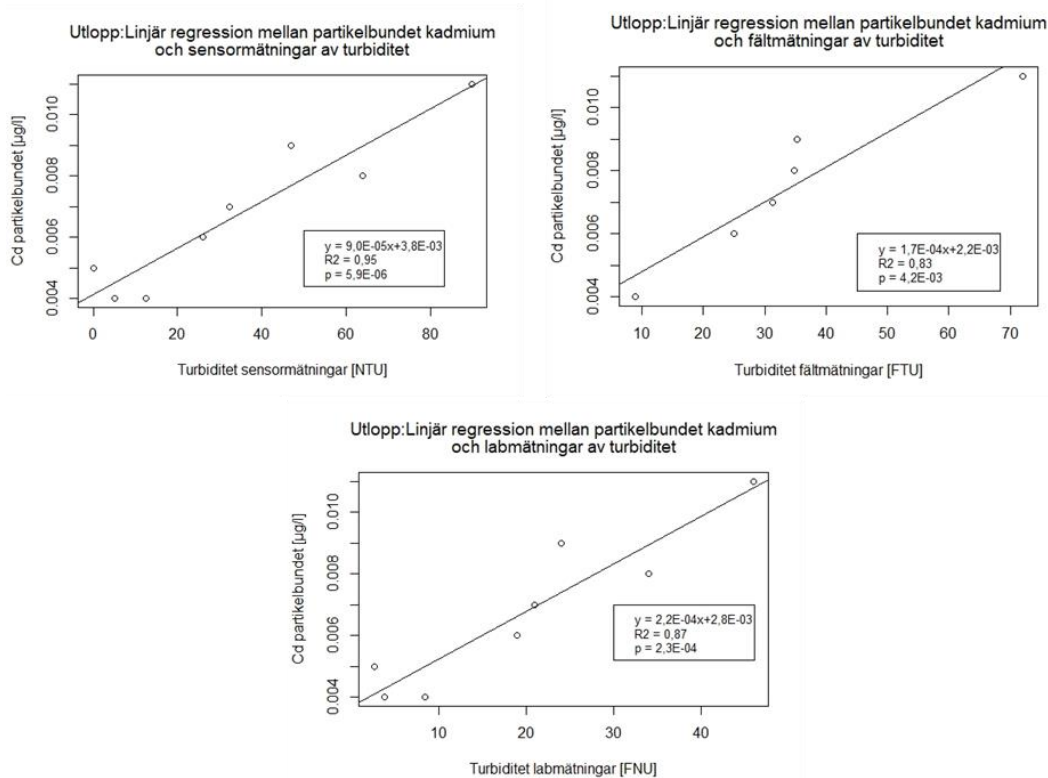 Utlopp:Linjär regression mellan partikelbundet kadmium
och sensormätningar av turbiditet
Cd partikelbundet [µg/l]
0.010
0.008
0.006
0.004
y = 9,0E-05x+3,8E-03
R2 = 0,95
p = 5,9E-06
0 20 40 60 80
Turbiditet sensormätningar [NTU]
Utlopp:Linjär regression mellan partikelbundet kadmium
och fältmätningar av turbiditet
Cd partikelbundet [µg/l]
0.010
0.008
0.006
0.004
y = 1,7E-04x+2,2E-03
R2 = 0,83
p = 4,2E-03
10 20 30 40 50 60 70
Turbiditet fältmätningar [FTU]
Utlopp:Linjär regression mellan partikelbundet kadmium
och labmätningar av turbiditet
Cd partikelbundet [µg/l]
0.010
0.008
0.006
0.004
y = 2,2E-04x+2,8E-03
R2 = 0,87
p = 2,3E-04
10 20 30 40
Turbiditet labmätningar [FNU]